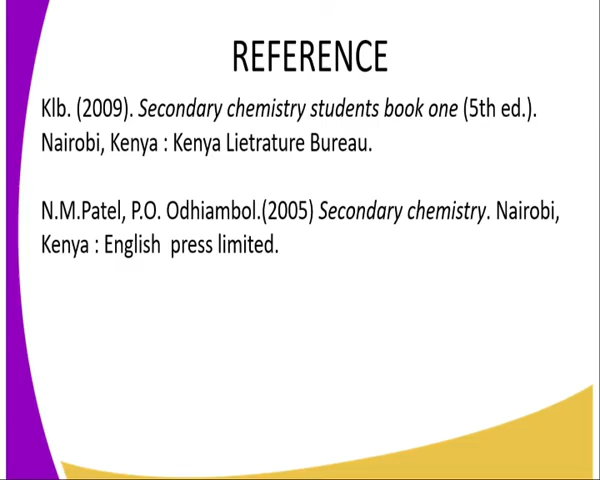 REFERENCE
Klb. (2009). Secondary chemistry students book one (5th ed.).
Nairobi, Kenya : Kenya Lietrature Bureau.
N.M.Patel, P.O. Odhiambol.(2005) Secondary chemistry. Nairobi,
Kenya : English  press limited.